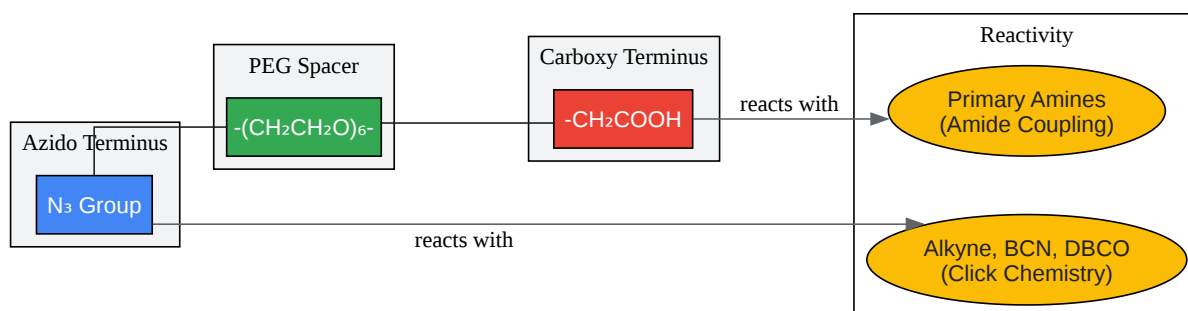 Azido Terminus
N₃ Group
PEG Spacer
-(CH₂CH₂O)₆-
Carboxy Terminus
-CH₂COOH
reacts with
reacts with
Reactivity
Primary Amines
(Amide Coupling)
Alkyne, BCN, DBCO
(Click Chemistry)